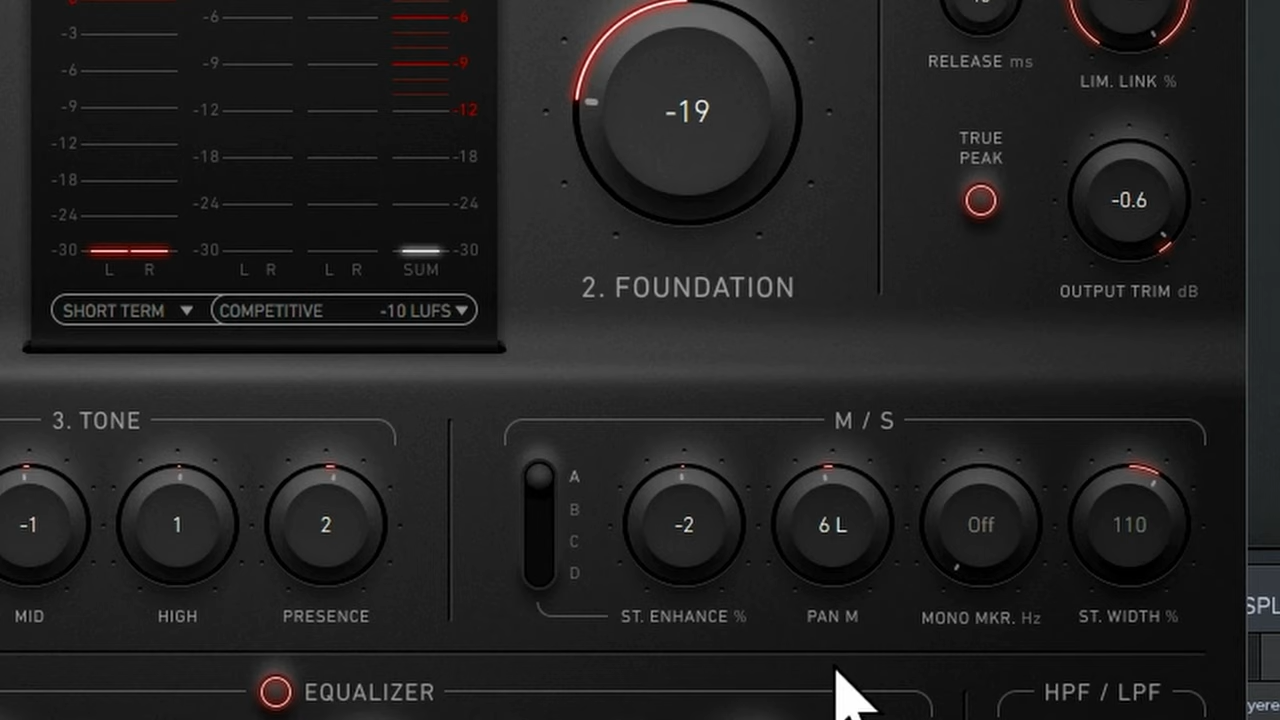 -3
-6
-9
-12
-18
-24
-30
-6
-9
-12
-18
-24
-30
-6
-9
-12
-18
-24
-30
L R L R L R SUM
SHORT TERM
COMPETITIVE -10 LUFS
-19
2. FOUNDATION
RELEASE ms
LIM. LINK %
TRUE
PEAK
-0.6
OUTPUT TRIM dB
3. TONE
-1
1
2
MID
HIGH
PRESENCE
M / S
A
B
C
D
-2
6 L
Off
110
ST. ENHANCE %
PAN M
MONO MKR. Hz
ST. WIDTH %
EQUALIZER
HPF / LPF